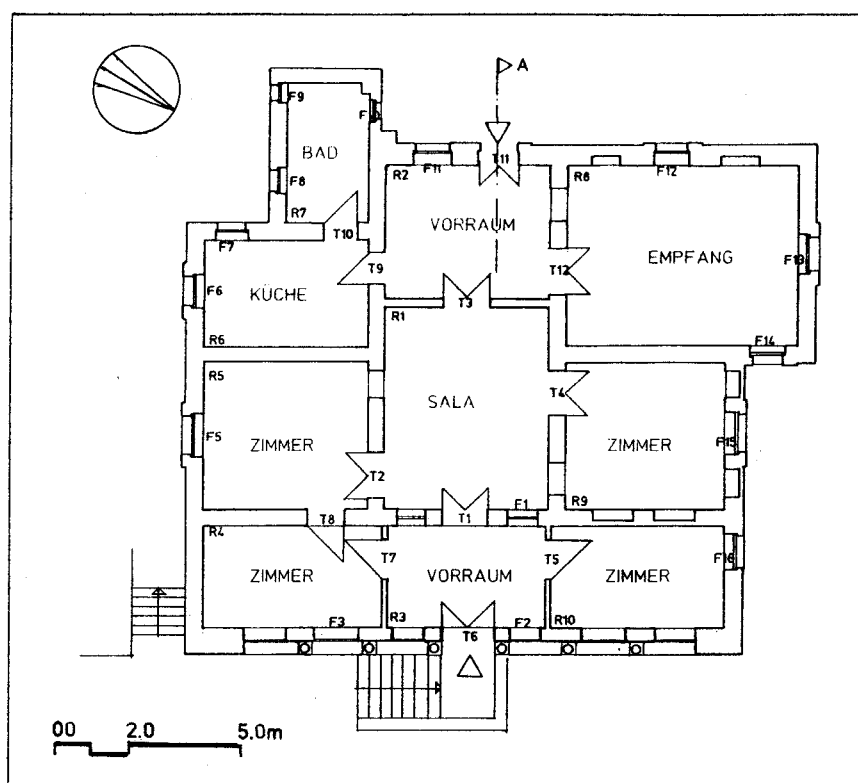 A
F9
F
BAD
F8
R7
T10
F7
F11
T11
R2
VORRAUM
T9
T12
T3
F12
R8
EMPFANG
F13
F14
F6
KÜCHE
R6
R1
SALA
T4
R5
F5
ZIMMER
T2
T8
T1
F1
ZIMMER
F15
R9
R4
ZIMMER
F3
T7
VORRAUM
R3
T6
F2
T5
ZIMMER
R10
F16
00 2.0 5.0m